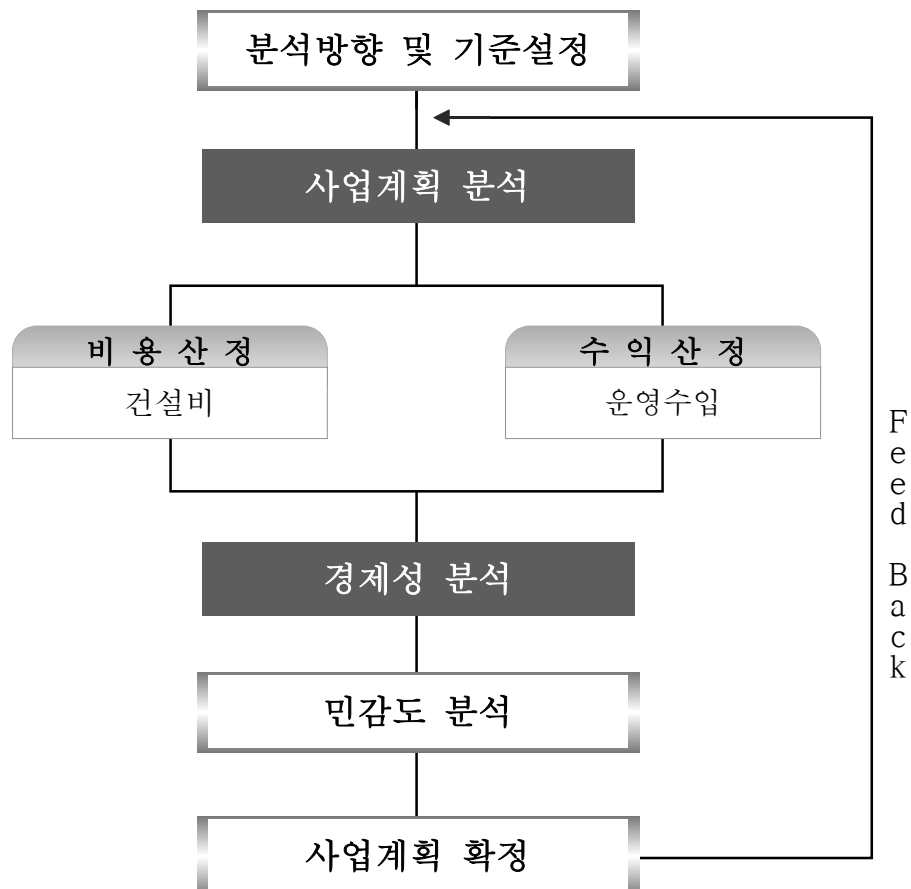 분석방향 및 기준설정
사업계획 분석
비 용 산 정
건설비
수 익 산 정
운영수입
경제성 분석
민감도 분석
사업계획 확정
Feed Back